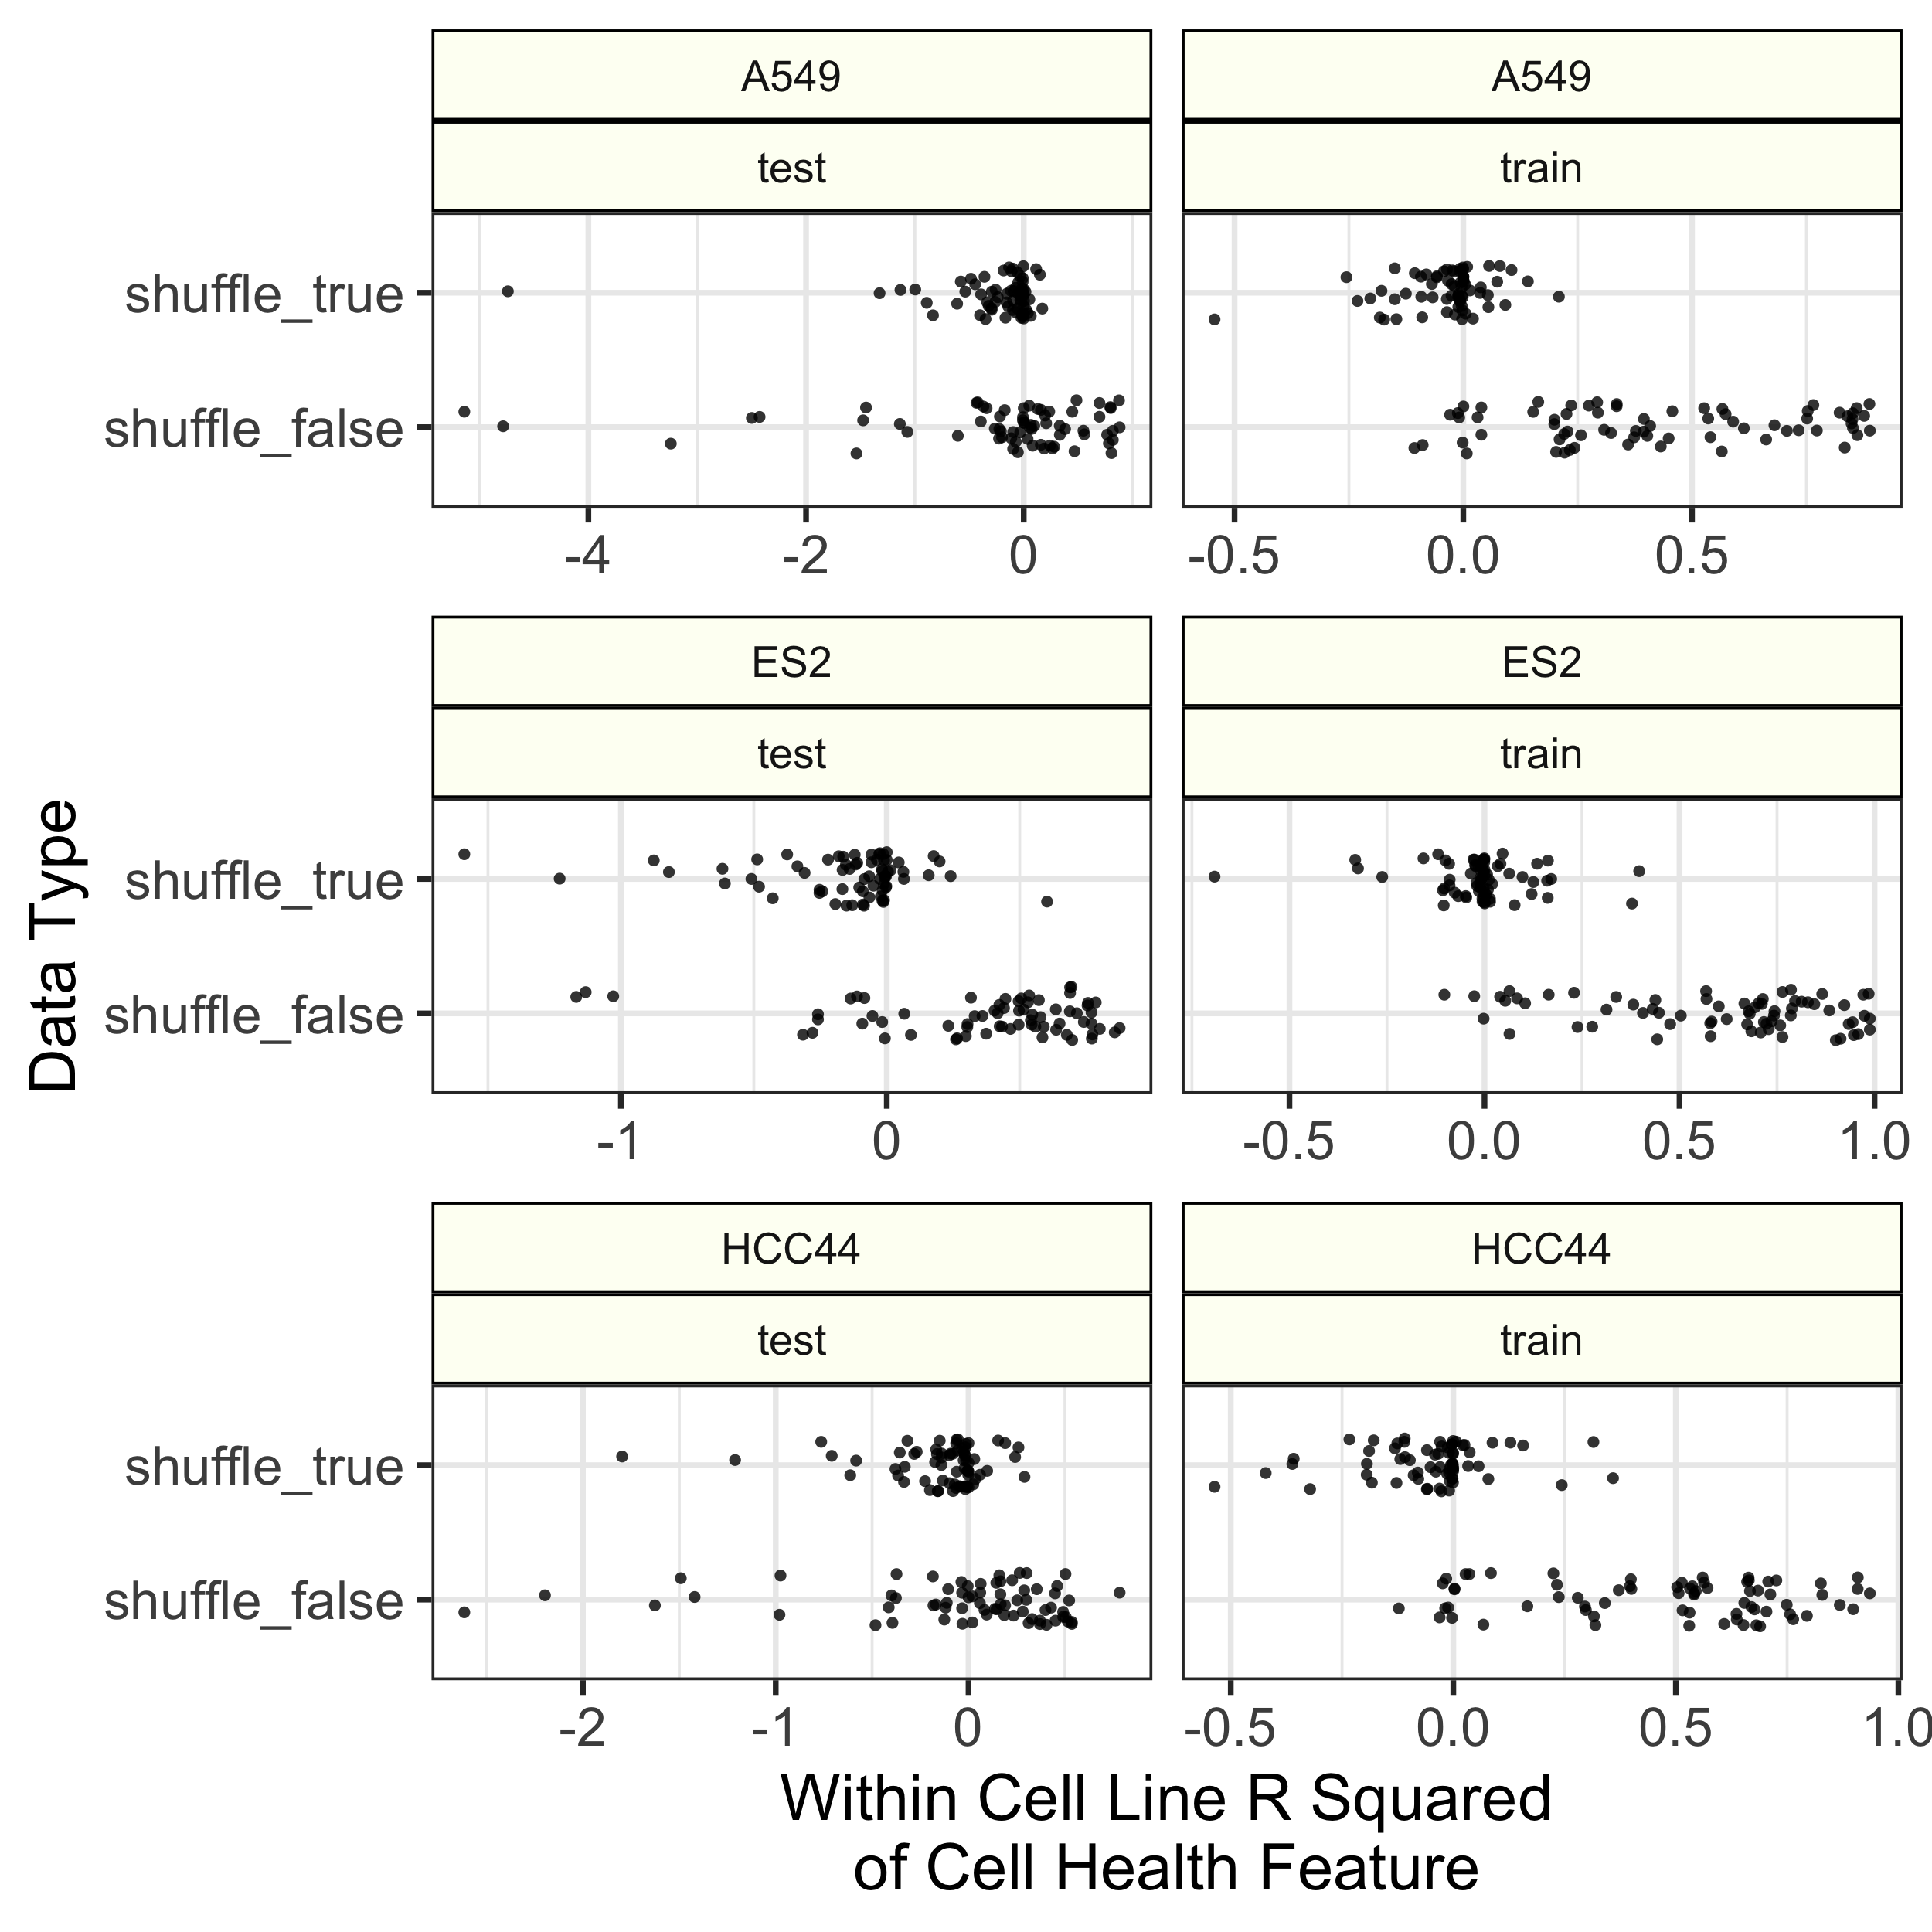 A549
A549
test
train
shuffle_true
shuffle_false
-4
-2
0
-0.5
0.0
0.5
ES2
ES2
test
train
Data Type
shuffle_true
shuffle_false
-1
0
-0.5
0.0
0.5
1.0
HCC44
HCC44
test
train
shuffle_true
shuffle_false
-2
-1
0
-0.5
0.0
0.5
1.0
Within Cell Line R Squared
of Cell Health Feature